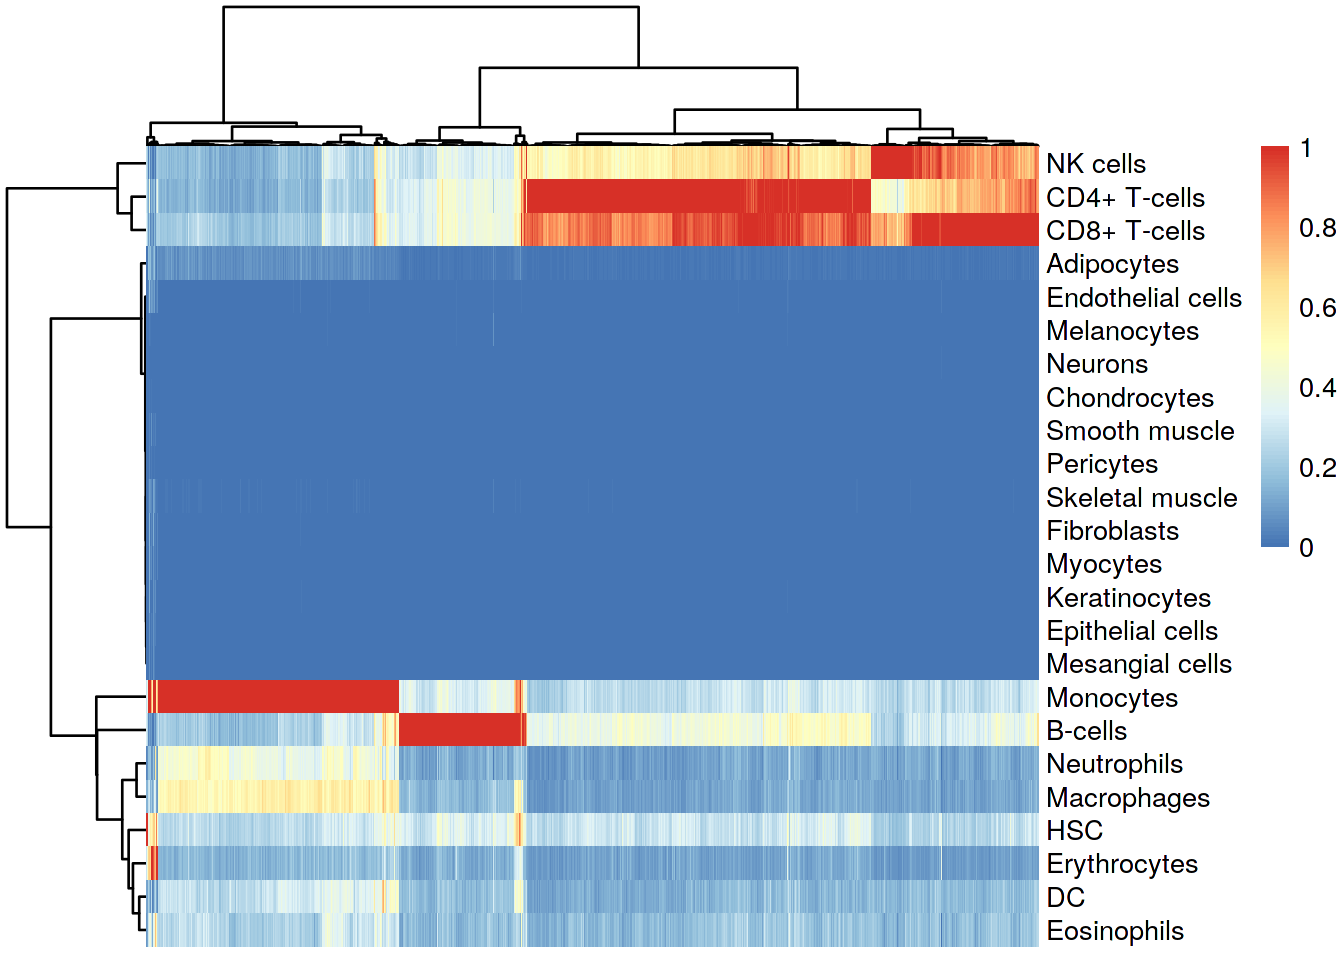 NK cells
CD4+ T-cells
CD8+ T-cells
Adipocytes
Endothelial cells
Melanocytes
Neurons
Chondrocytes
Smooth muscle
Pericytes
Skeletal muscle
Fibroblasts
Myocytes
Keratinocytes
Epithelial cells
Mesangial cells
Monocytes
B-cells
Neutrophils
Macrophages
HSC
Erythrocytes
DC
Eosinophils
1
0.8
0.6
0.4
0.2
0